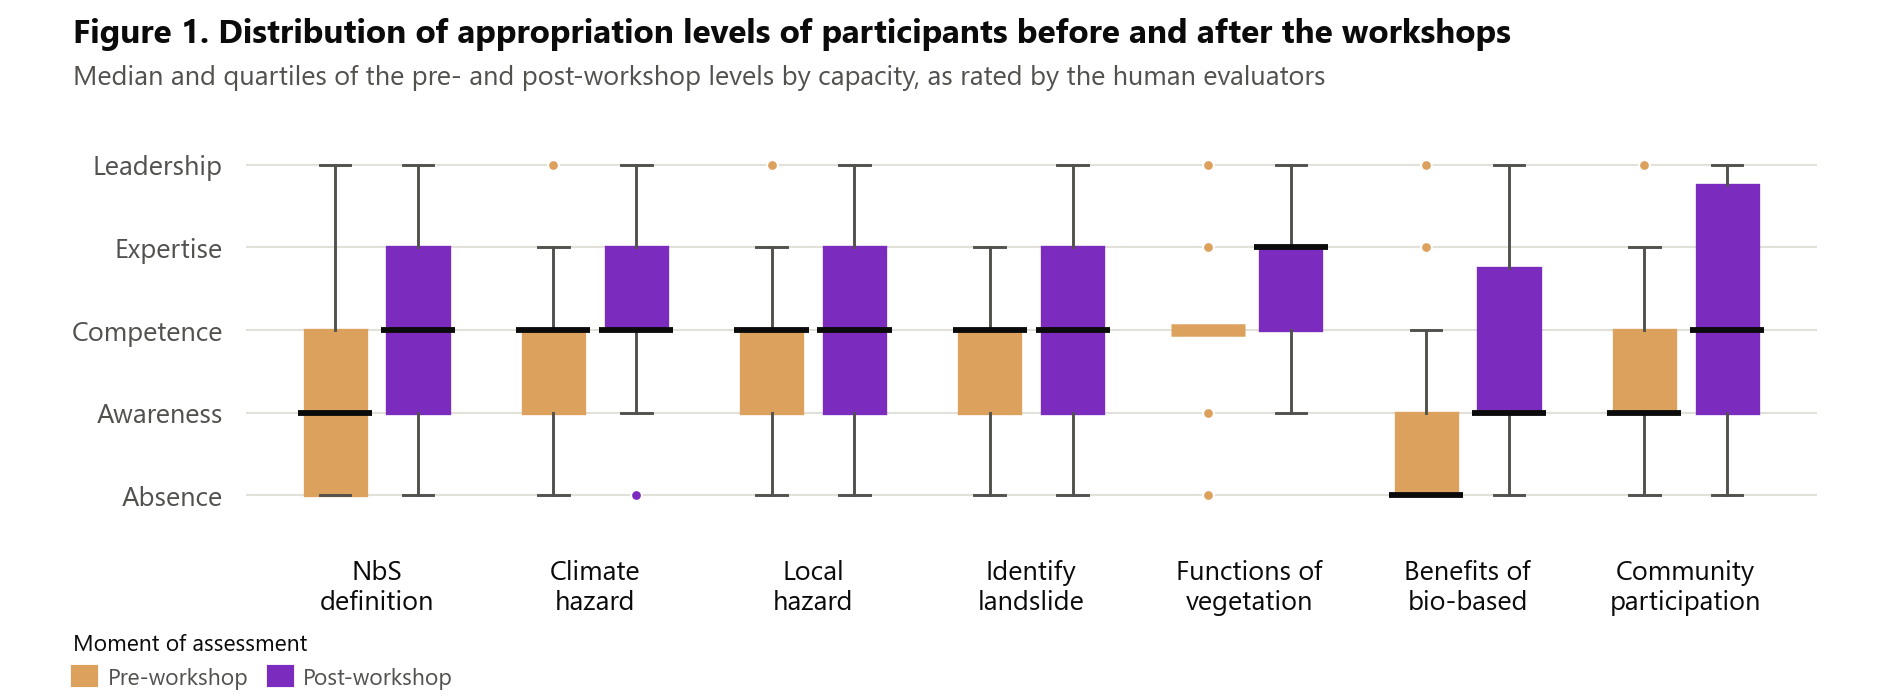 Figure 1. Distribution of appropriation levels of participants before and after the workshops
Median and quartiles of the pre- and post-workshop levels by capacity, as rated by the human evaluators
Leadership
Expertise
Competence
Awareness
Absence
NbS
definition
Climate
hazard
Local
hazard
Identify
landslide
Functions of
vegetation
Benefits of
bio-based
Community
participation
Moment of assessment
Pre-workshop
Post-workshop